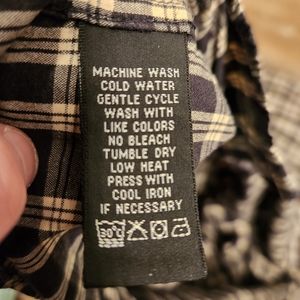 MACHINE WASH
COLD WATER
GENTLE CYCLE
WASH WITH
LIKE COLORS
NO BLEACH
TUMBLE DRY
LOW HEAT
PRESS WITH
COOL IRON
IF NECESSARY
30°C